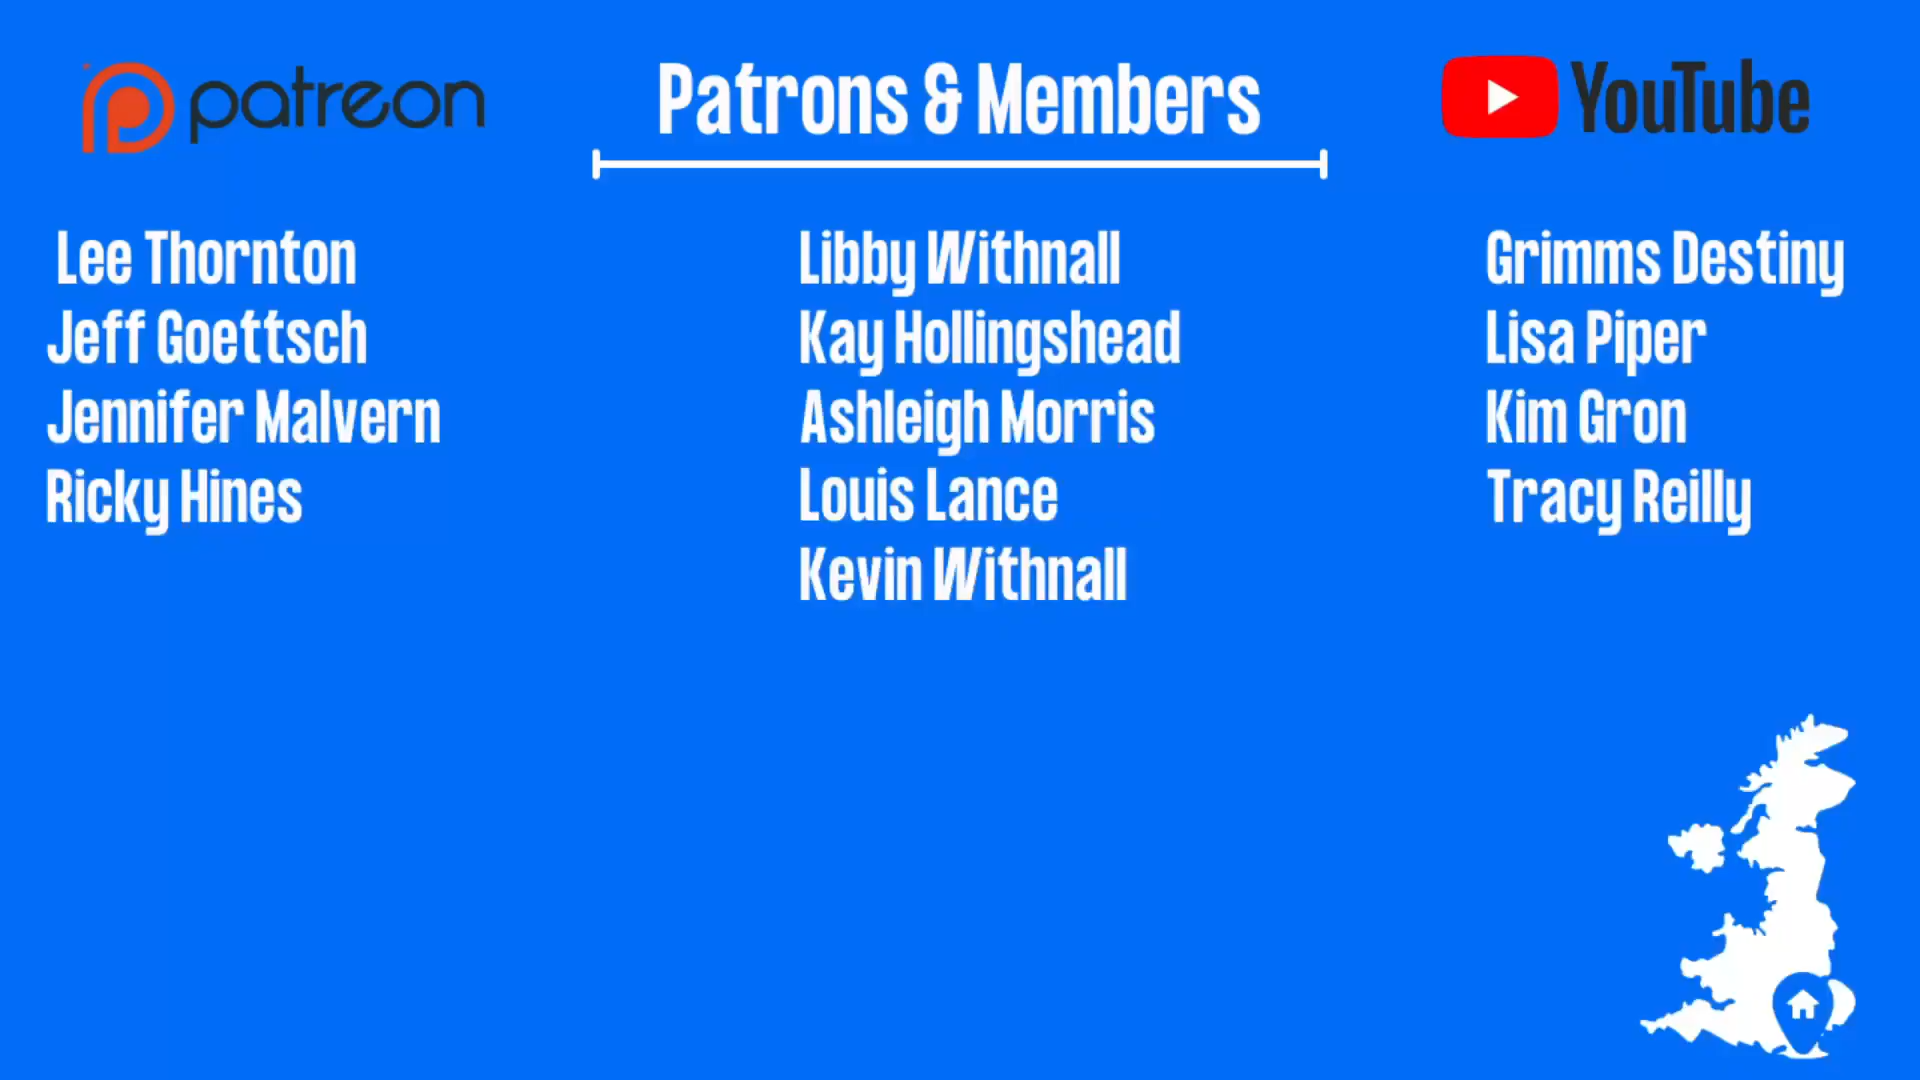 patreon
Patrons & Members
YouTube
Lee Thornton
Jeff Goettsch
Jennifer Malvern
Ricky Hines
Libby Withnall
Kay Hollingshead
Ashleigh Morris
Louis Lance
Kevin Withnall
Grimms Destiny
Lisa Piper
Kim Gron
Tracy Reilly